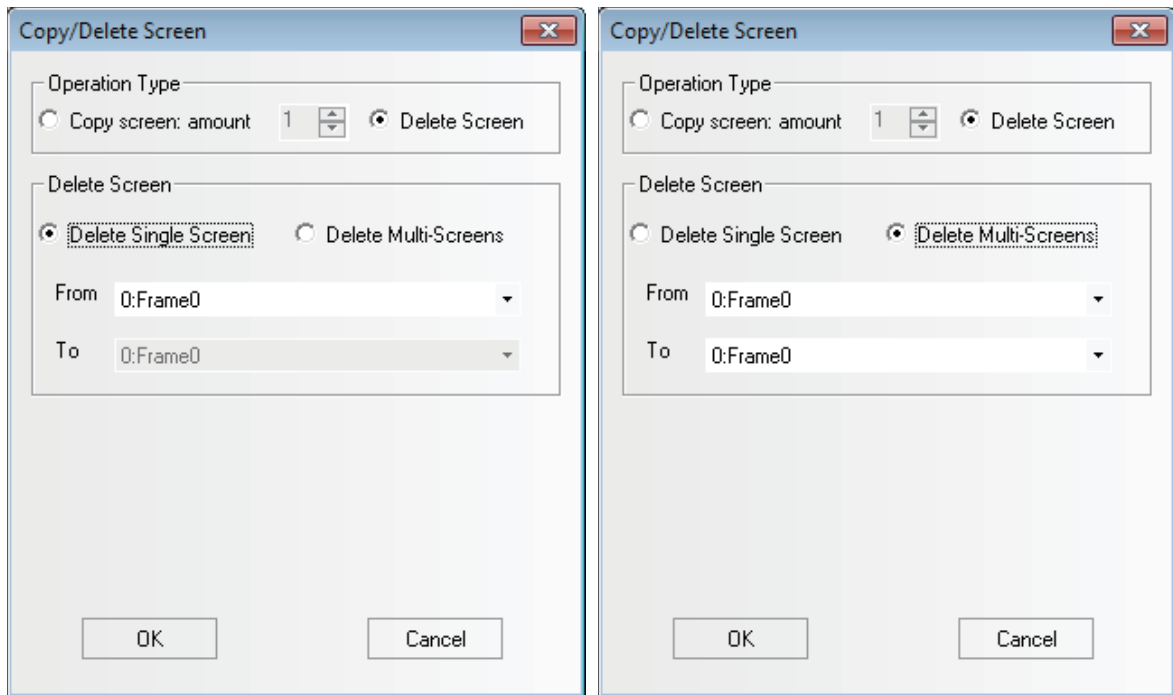 Copy/Delete Screen
Operation Type
Copy screen: amount 1 Delete Screen
Delete Screen
Delete Single Screen Delete Multi-Screens
From 0:Frame0
To 0:Frame0
OK Cancel
Copy/Delete Screen
Operation Type
Copy screen: amount 1 Delete Screen
Delete Screen
Delete Single Screen Delete Multi-Screens
From 0:Frame0
To 0:Frame0
OK Cancel